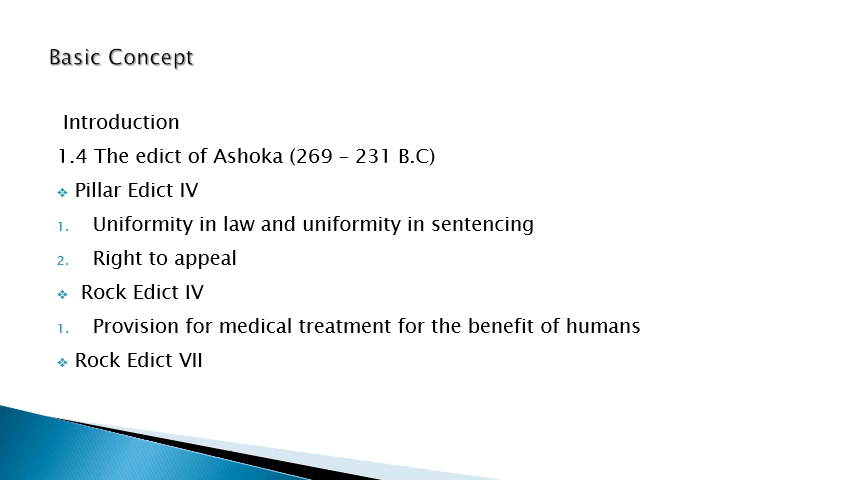 Basic Concept
Introduction
1.4 The edict of Ashoka (269 – 231 B.C)
❖ Pillar Edict IV
1. Uniformity in law and uniformity in sentencing
2. Right to appeal
❖ Rock Edict IV
1. Provision for medical treatment for the benefit of humans
❖ Rock Edict VII